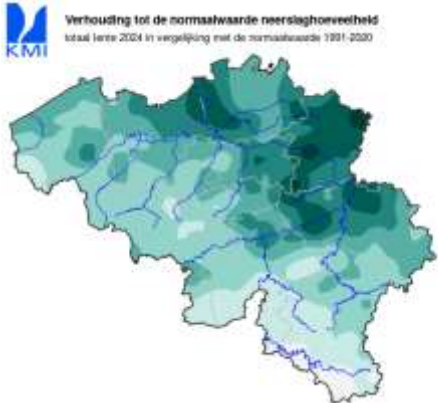 Verhouding tot de normaalwaarde neerslaghoeveelheid
totaal lente 2024 in vergelijking met de normaalwaarde 1991-2020
KMI